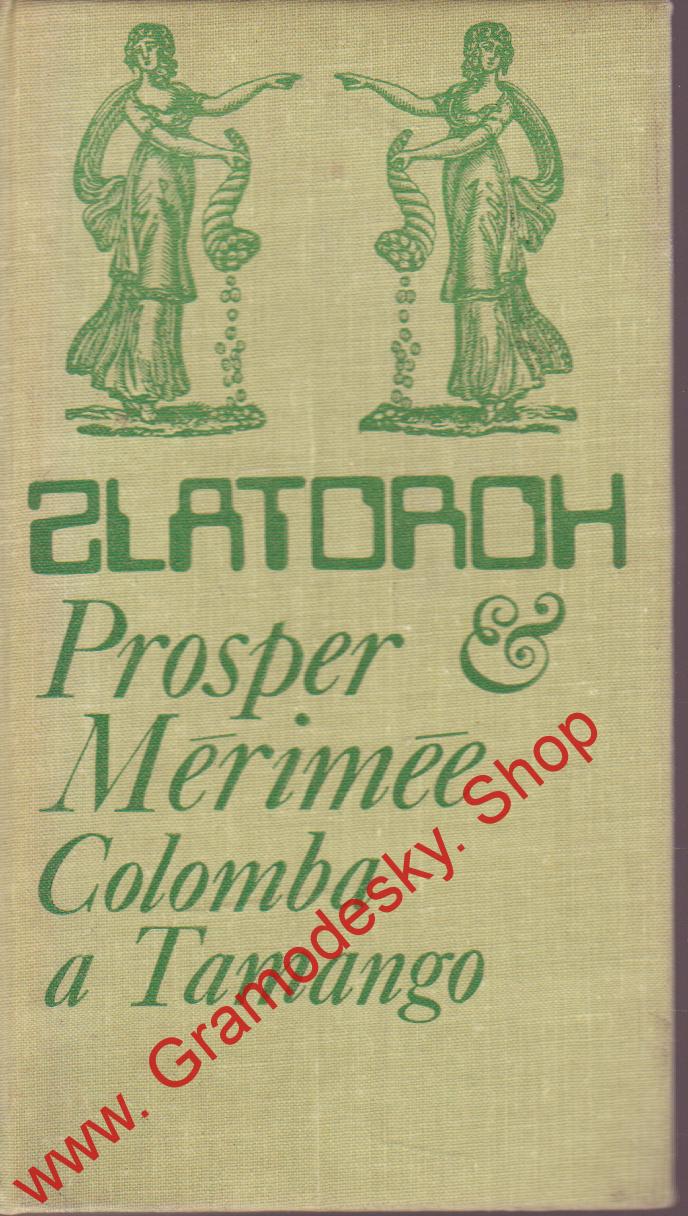 ZLATOROH
Prosper &
Mérimée
Colomba
a Tamango
www. Gramodesky. Shop